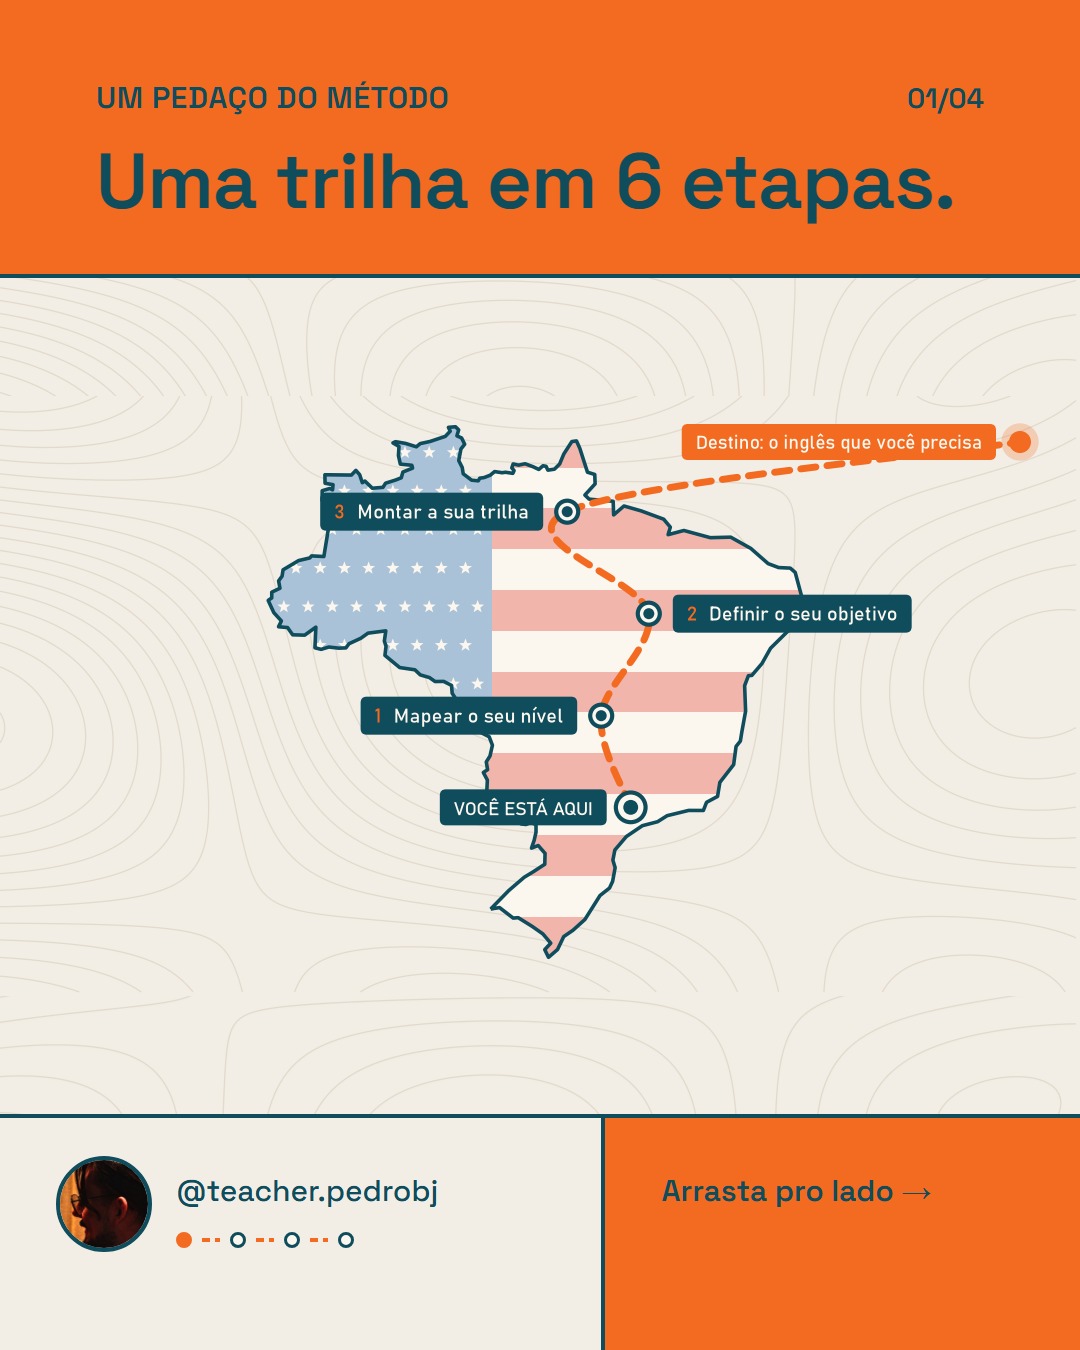 UM PEDAÇO DO MÉTODO
01/04
Uma trilha em 6 etapas.
Destino: o inglês que você precisa
3 Montar a sua trilha
2 Definir o seu objetivo
1 Mapear o seu nível
VOCÊ ESTÁ AQUI
@teacher.pedrobj
Arrasta pro lado →